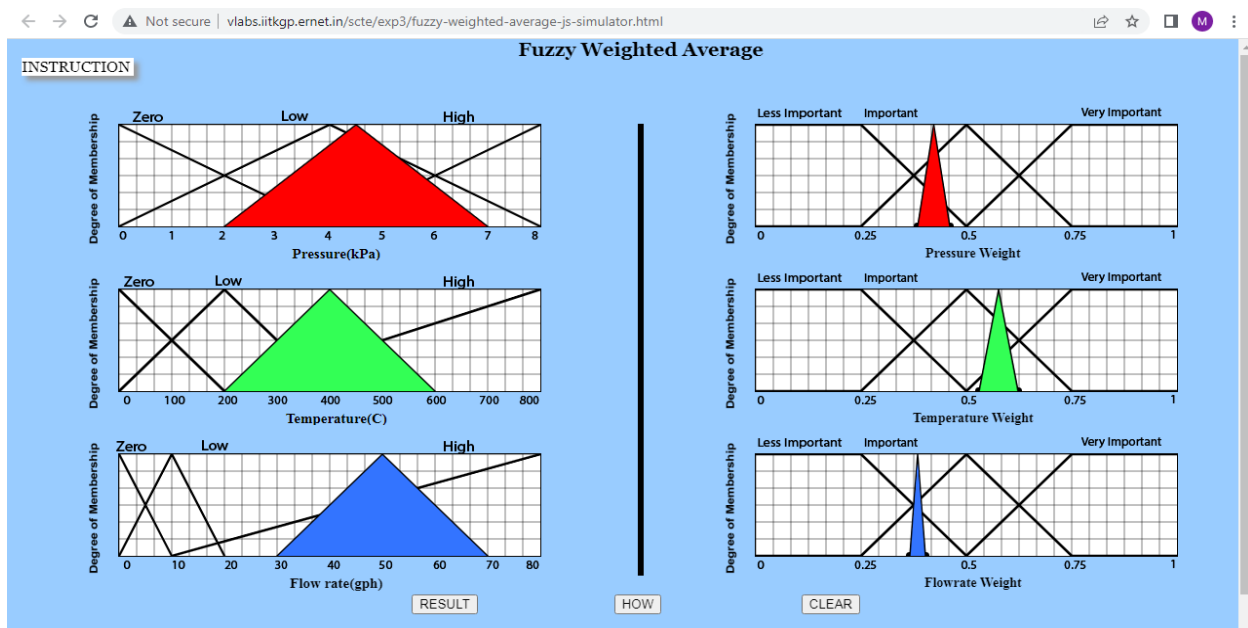 Not secure | vlabs.iitkgp.ernet.in/scte/exp3/fuzzy-weighted-average-js-simulator.html
M
Fuzzy Weighted Average
INSTRUCTION
Zero Low High
Degree of Membership
0 1 2 3 4 5 6 7 8
Pressure(kPa)
Less Important Important Very Important
Degree of Membership
0 0.25 0.5 0.75 1
Pressure Weight
Zero Low High
Degree of Membership
0 100 200 300 400 500 600 700 800
Temperature(C)
Less Important Important Very Important
Degree of Membership
0 0.25 0.5 0.75 1
Temperature Weight
Zero Low High
Degree of Membership
0 10 20 30 40 50 60 70 80
Flow rate(gph)
Less Important Important Very Important
Degree of Membership
0 0.25 0.5 0.75 1
Flowrate Weight
RESULT HOW CLEAR